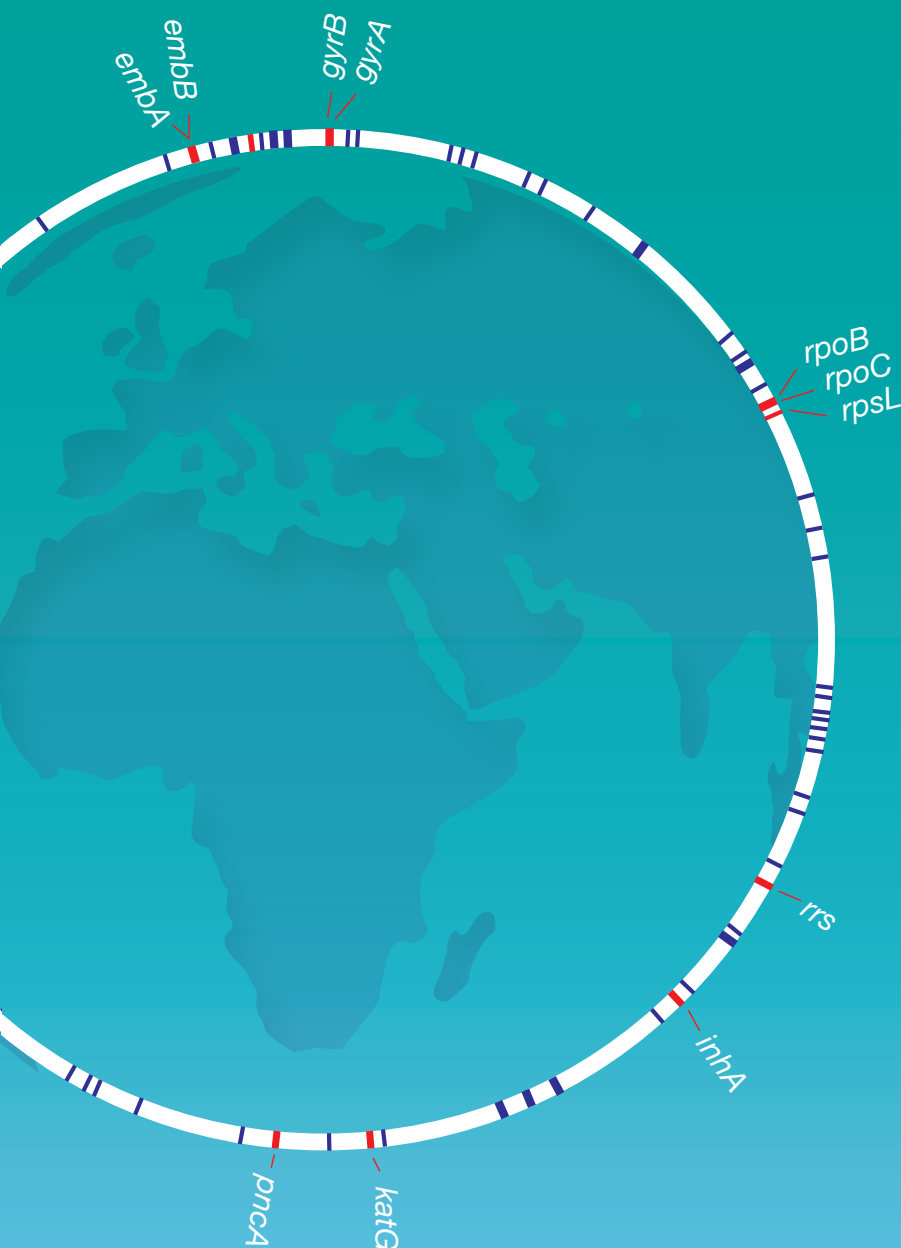 embA
embB
gyrB
gyrA
rpoB
rpoC
rpsL
rrs
inhA
katG
pncA